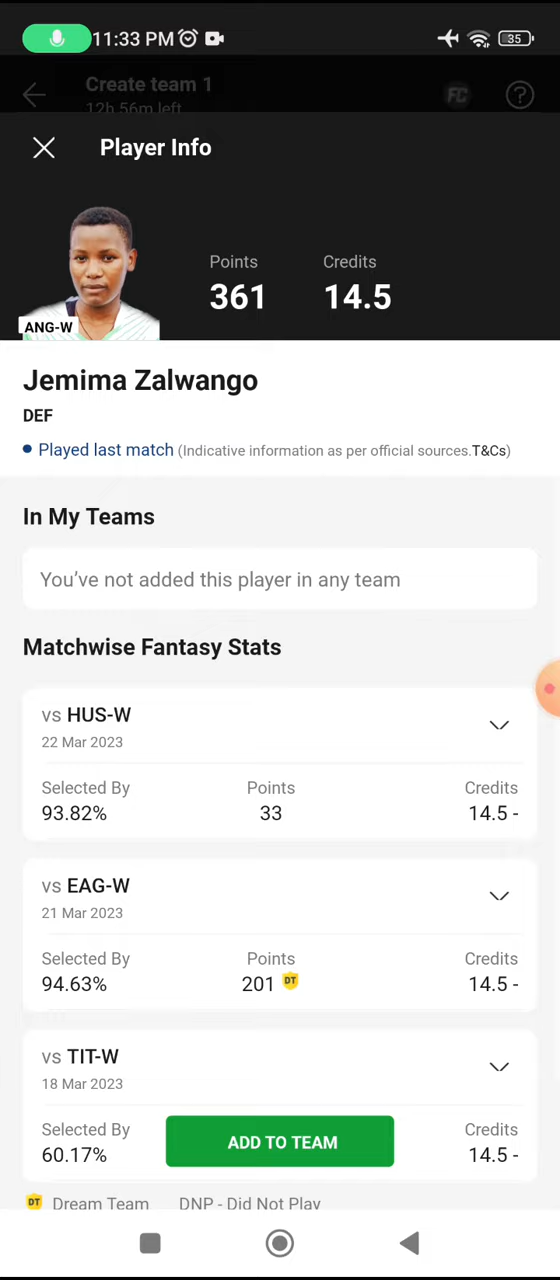 11:33 PM
35
Create team 1
12h 56m left
FC
?
Player Info
Points
Credits
361
14.5
ANG-W
Jemima Zalwango
DEF
Played last match (Indicative information as per official sources.T&Cs)
In My Teams
You've not added this player in any team
Matchwise Fantasy Stats
vs HUS-W
22 Mar 2023
Selected By
Points
Credits
93.82%
33
14.5 -
vs EAG-W
21 Mar 2023
Selected By
Points
Credits
94.63%
201 DT
14.5 -
vs TIT-W
18 Mar 2023
Selected By
Credits
60.17%
14.5 -
ADD TO TEAM
DT Dream Team
DNP - Did Not Play